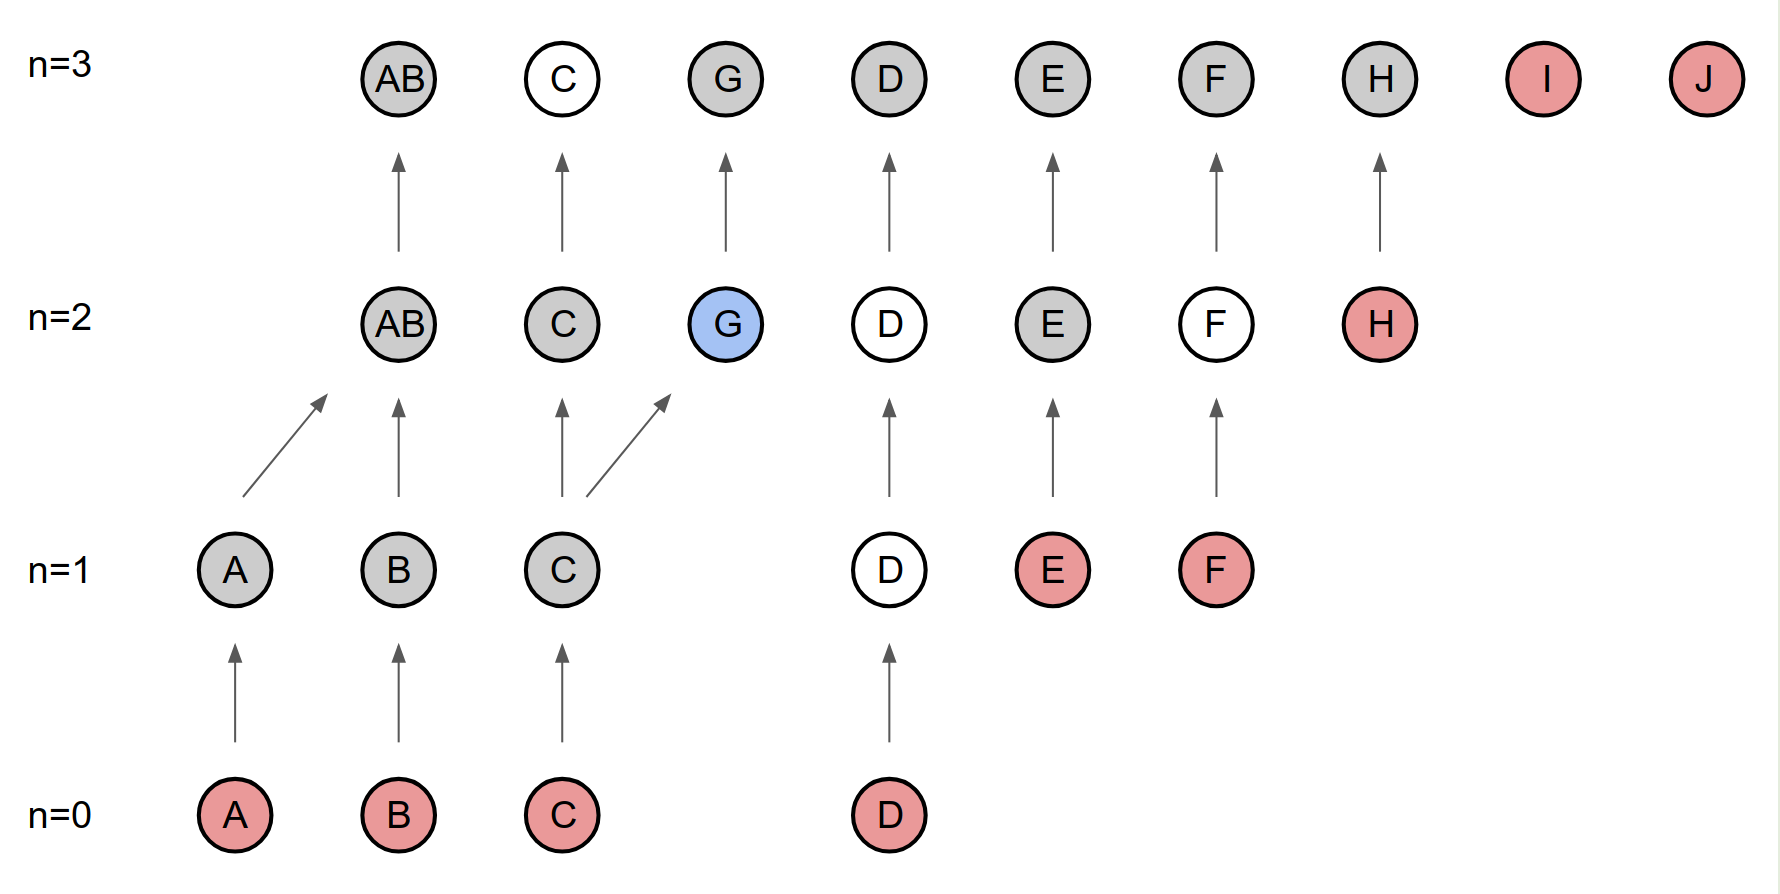 n=3 AB C G D E F H I J
n=2 AB C G D E F H
n=1 A B C D E F
n=0 A B C D